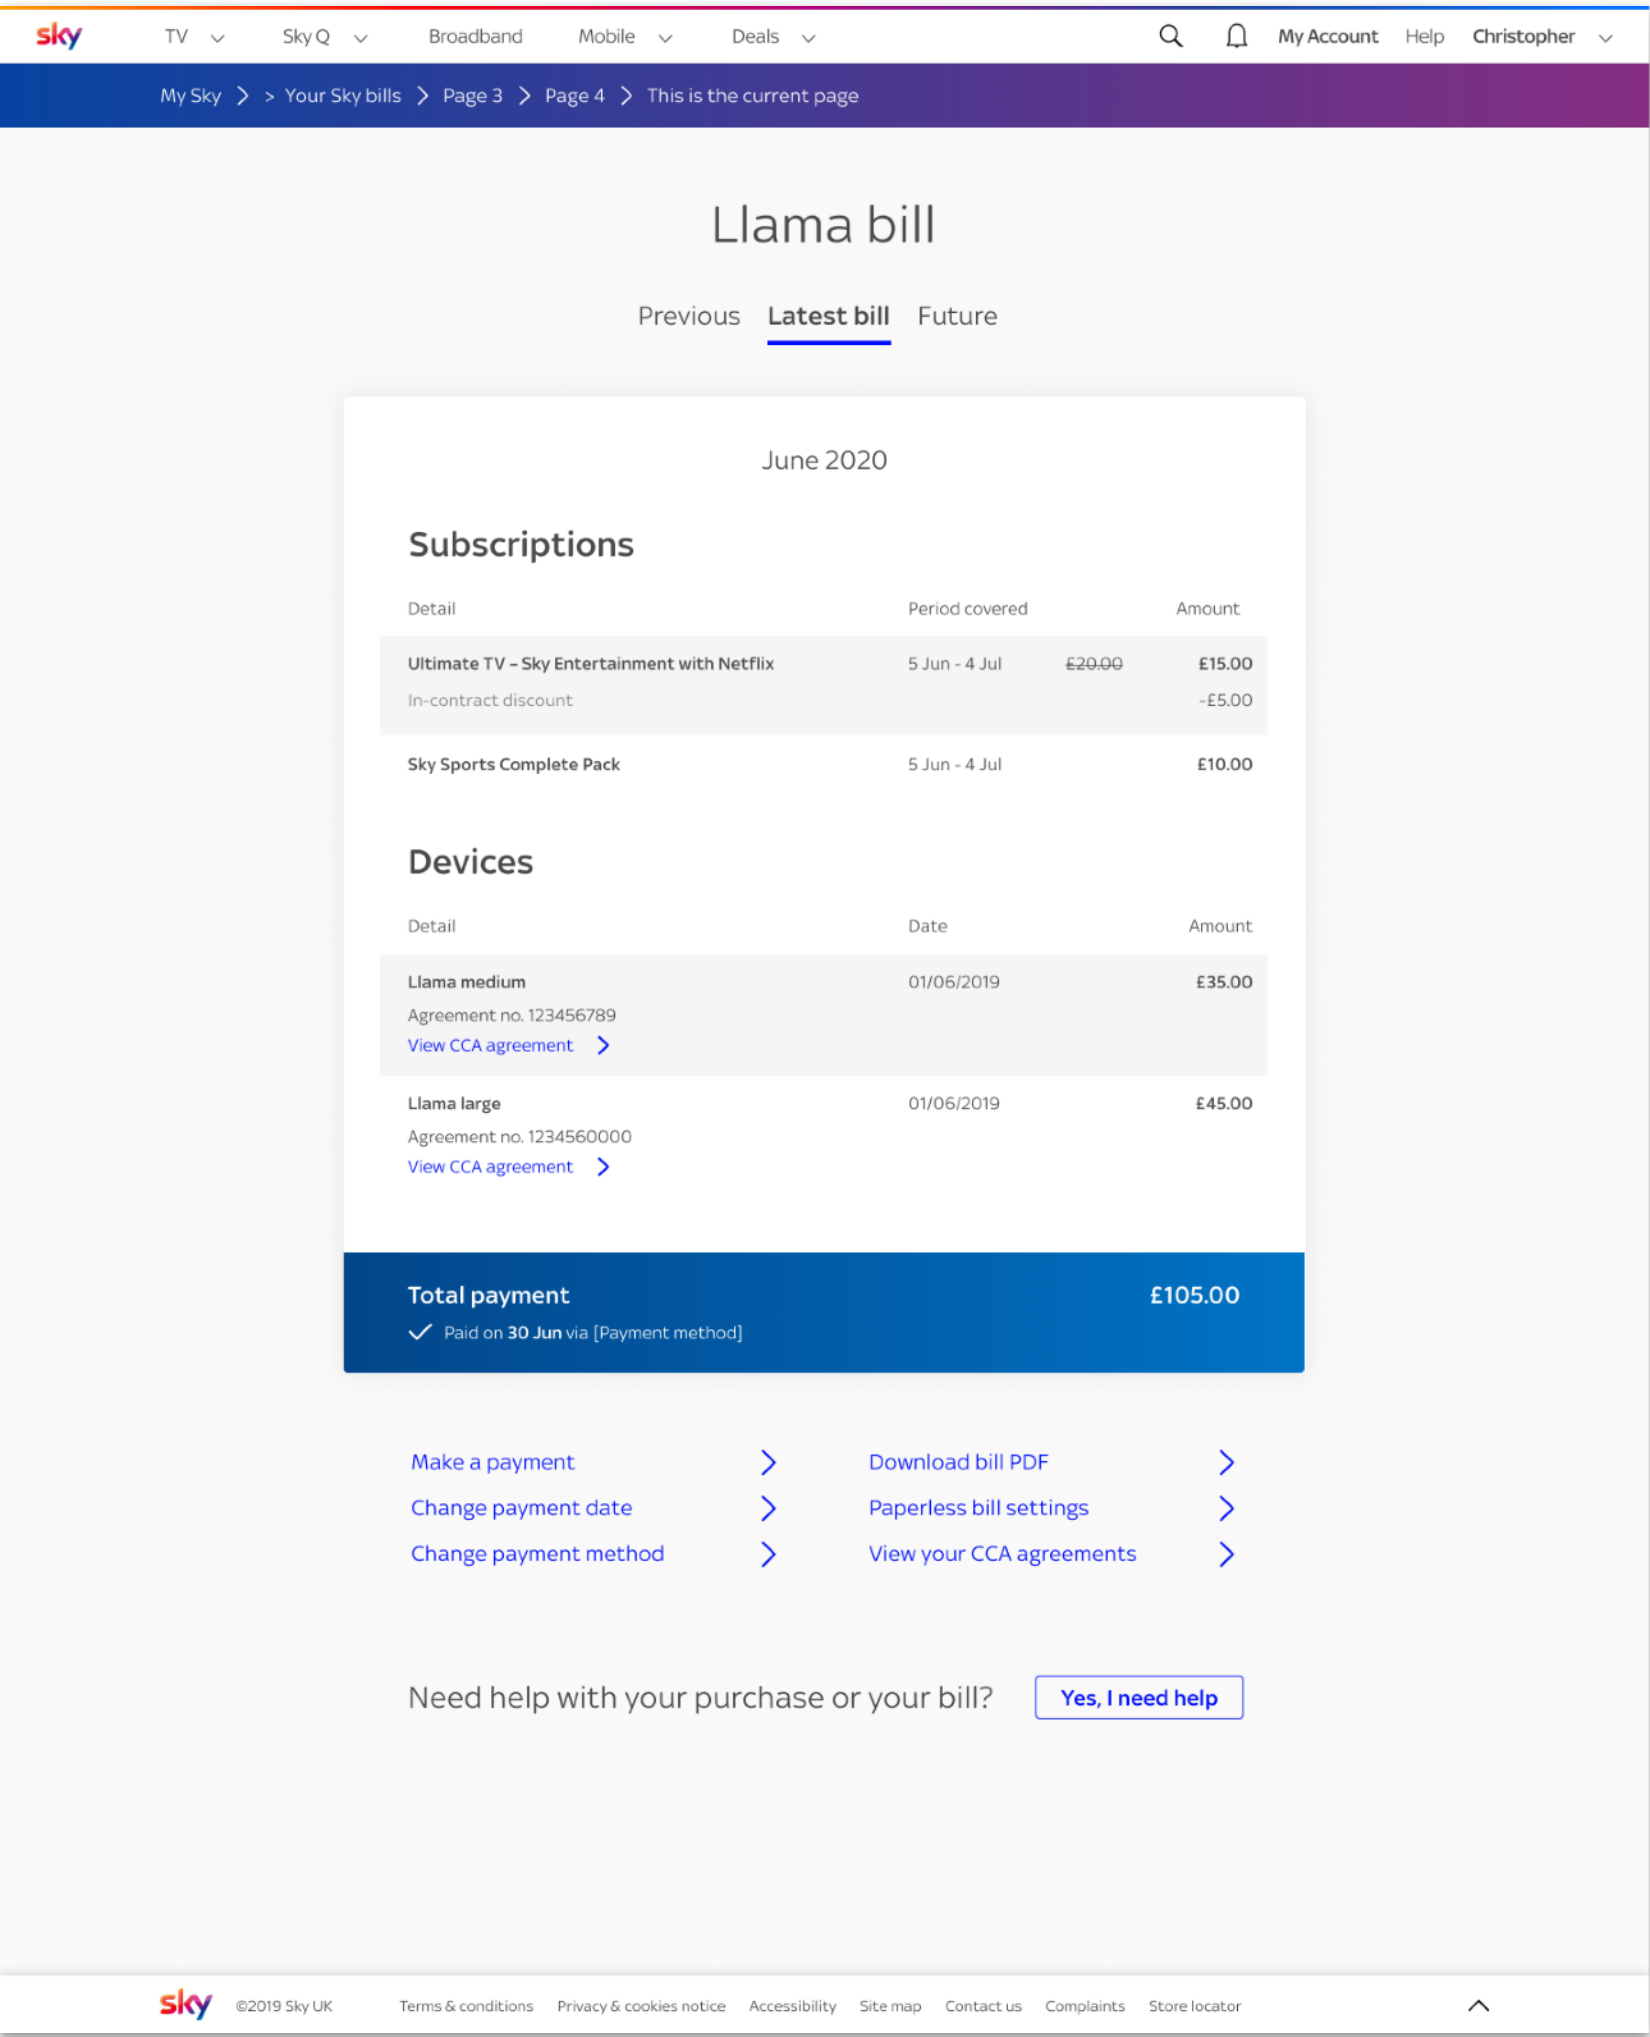 sky TV Sky Q Broadband Mobile Deals My Account Help Christopher
My Sky > Your Sky bills Page 3 Page 4 This is the current page
Llama bill
Previous Latest bill Future
June 2020
Subscriptions
Detail Period covered Amount
Ultimate TV – Sky Entertainment with Netflix 5 Jun - 4 Jul £20.00 £15.00
In-contract discount -£5.00
Sky Sports Complete Pack 5 Jun - 4 Jul £10.00
Devices
Detail Date Amount
Llama medium 01/06/2019 £35.00
Agreement no. 123456789
View CCA agreement
Llama large 01/06/2019 £45.00
Agreement no. 1234560000
View CCA agreement
Total payment £105.00
Paid on 30 Jun via [Payment method]
Make a payment Download bill PDF
Change payment date Paperless bill settings
Change payment method View your CCA agreements
Need help with your purchase or your bill? Yes, I need help
sky ©2019 Sky UK Terms & conditions Privacy & cookies notice Accessibility Site map Contact us Complaints Store locator